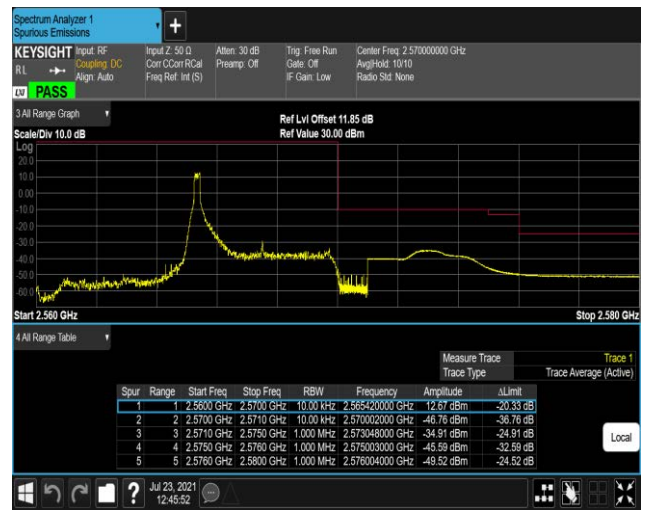 Spectrum Analyzer 1
Spurious Emissions
KEYSIGHT Input: RF Input Z: 50 Ω Atten: 30 dB Trig: Free Run Center Freq: 2.570000000 GHz
RL Coupling: DC Corr CCorr RCal Preamp: Off Gate: Off Avg|Hold: 10/10
Align: Auto Freq Ref: Int (S) IF Gain: Low Radio Std: None
LXI PASS
3 All Range Graph
Ref Lvl Offset 11.85 dB
Scale/Div 10.0 dB Ref Value 30.00 dBm
Log
20.0
10.0
0.00
-10.0
-20.0
-30.0
-40.0
-50.0
-60.0
Start 2.560 GHz Stop 2.580 GHz
4 All Range Table
Measure Trace Trace 1
Trace Type Trace Average (Active)
Spur Range Start Freq Stop Freq RBW Frequency Amplitude ΔLimit
1 1 2.5600 GHz 2.5700 GHz 10.00 kHz 2.565420000 GHz 12.67 dBm -20.33 dB
2 2 2.5700 GHz 2.5710 GHz 10.00 kHz 2.570002000 GHz -46.76 dBm -36.76 dB
3 3 2.5710 GHz 2.5750 GHz 1.000 MHz 2.573048000 GHz -34.91 dBm -24.91 dB
4 4 2.5750 GHz 2.5760 GHz 1.000 MHz 2.575003000 GHz -45.59 dBm -32.59 dB
5 5 2.5760 GHz 2.5800 GHz 1.000 MHz 2.576004000 GHz -49.52 dBm -24.52 dB
Local
Jul 23, 2021
12:45:52